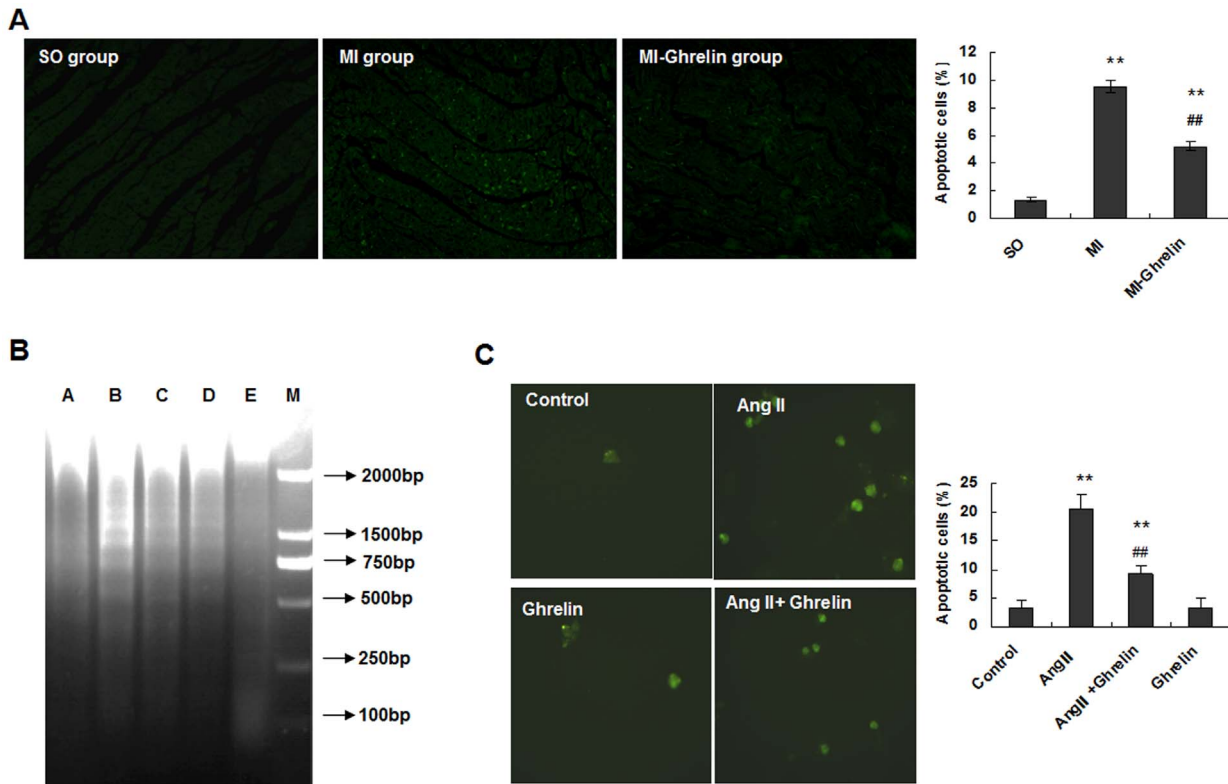 A
SO group
MI group
MI-Ghrelin group
Apoptotic cells (%)
12
10
8
6
4
2
0
**
**
##
SO
MI
MI-Ghrelin
B
A B C D E M
2000bp
1500bp
750bp
500bp
250bp
100bp
C
Control
Ang II
Ghrelin
Ang II+ Ghrelin
Apoptotic cells (%)
25
20
15
10
5
0
**
**
##
Control
AngII
AngII +Ghrelin
Ghrelin